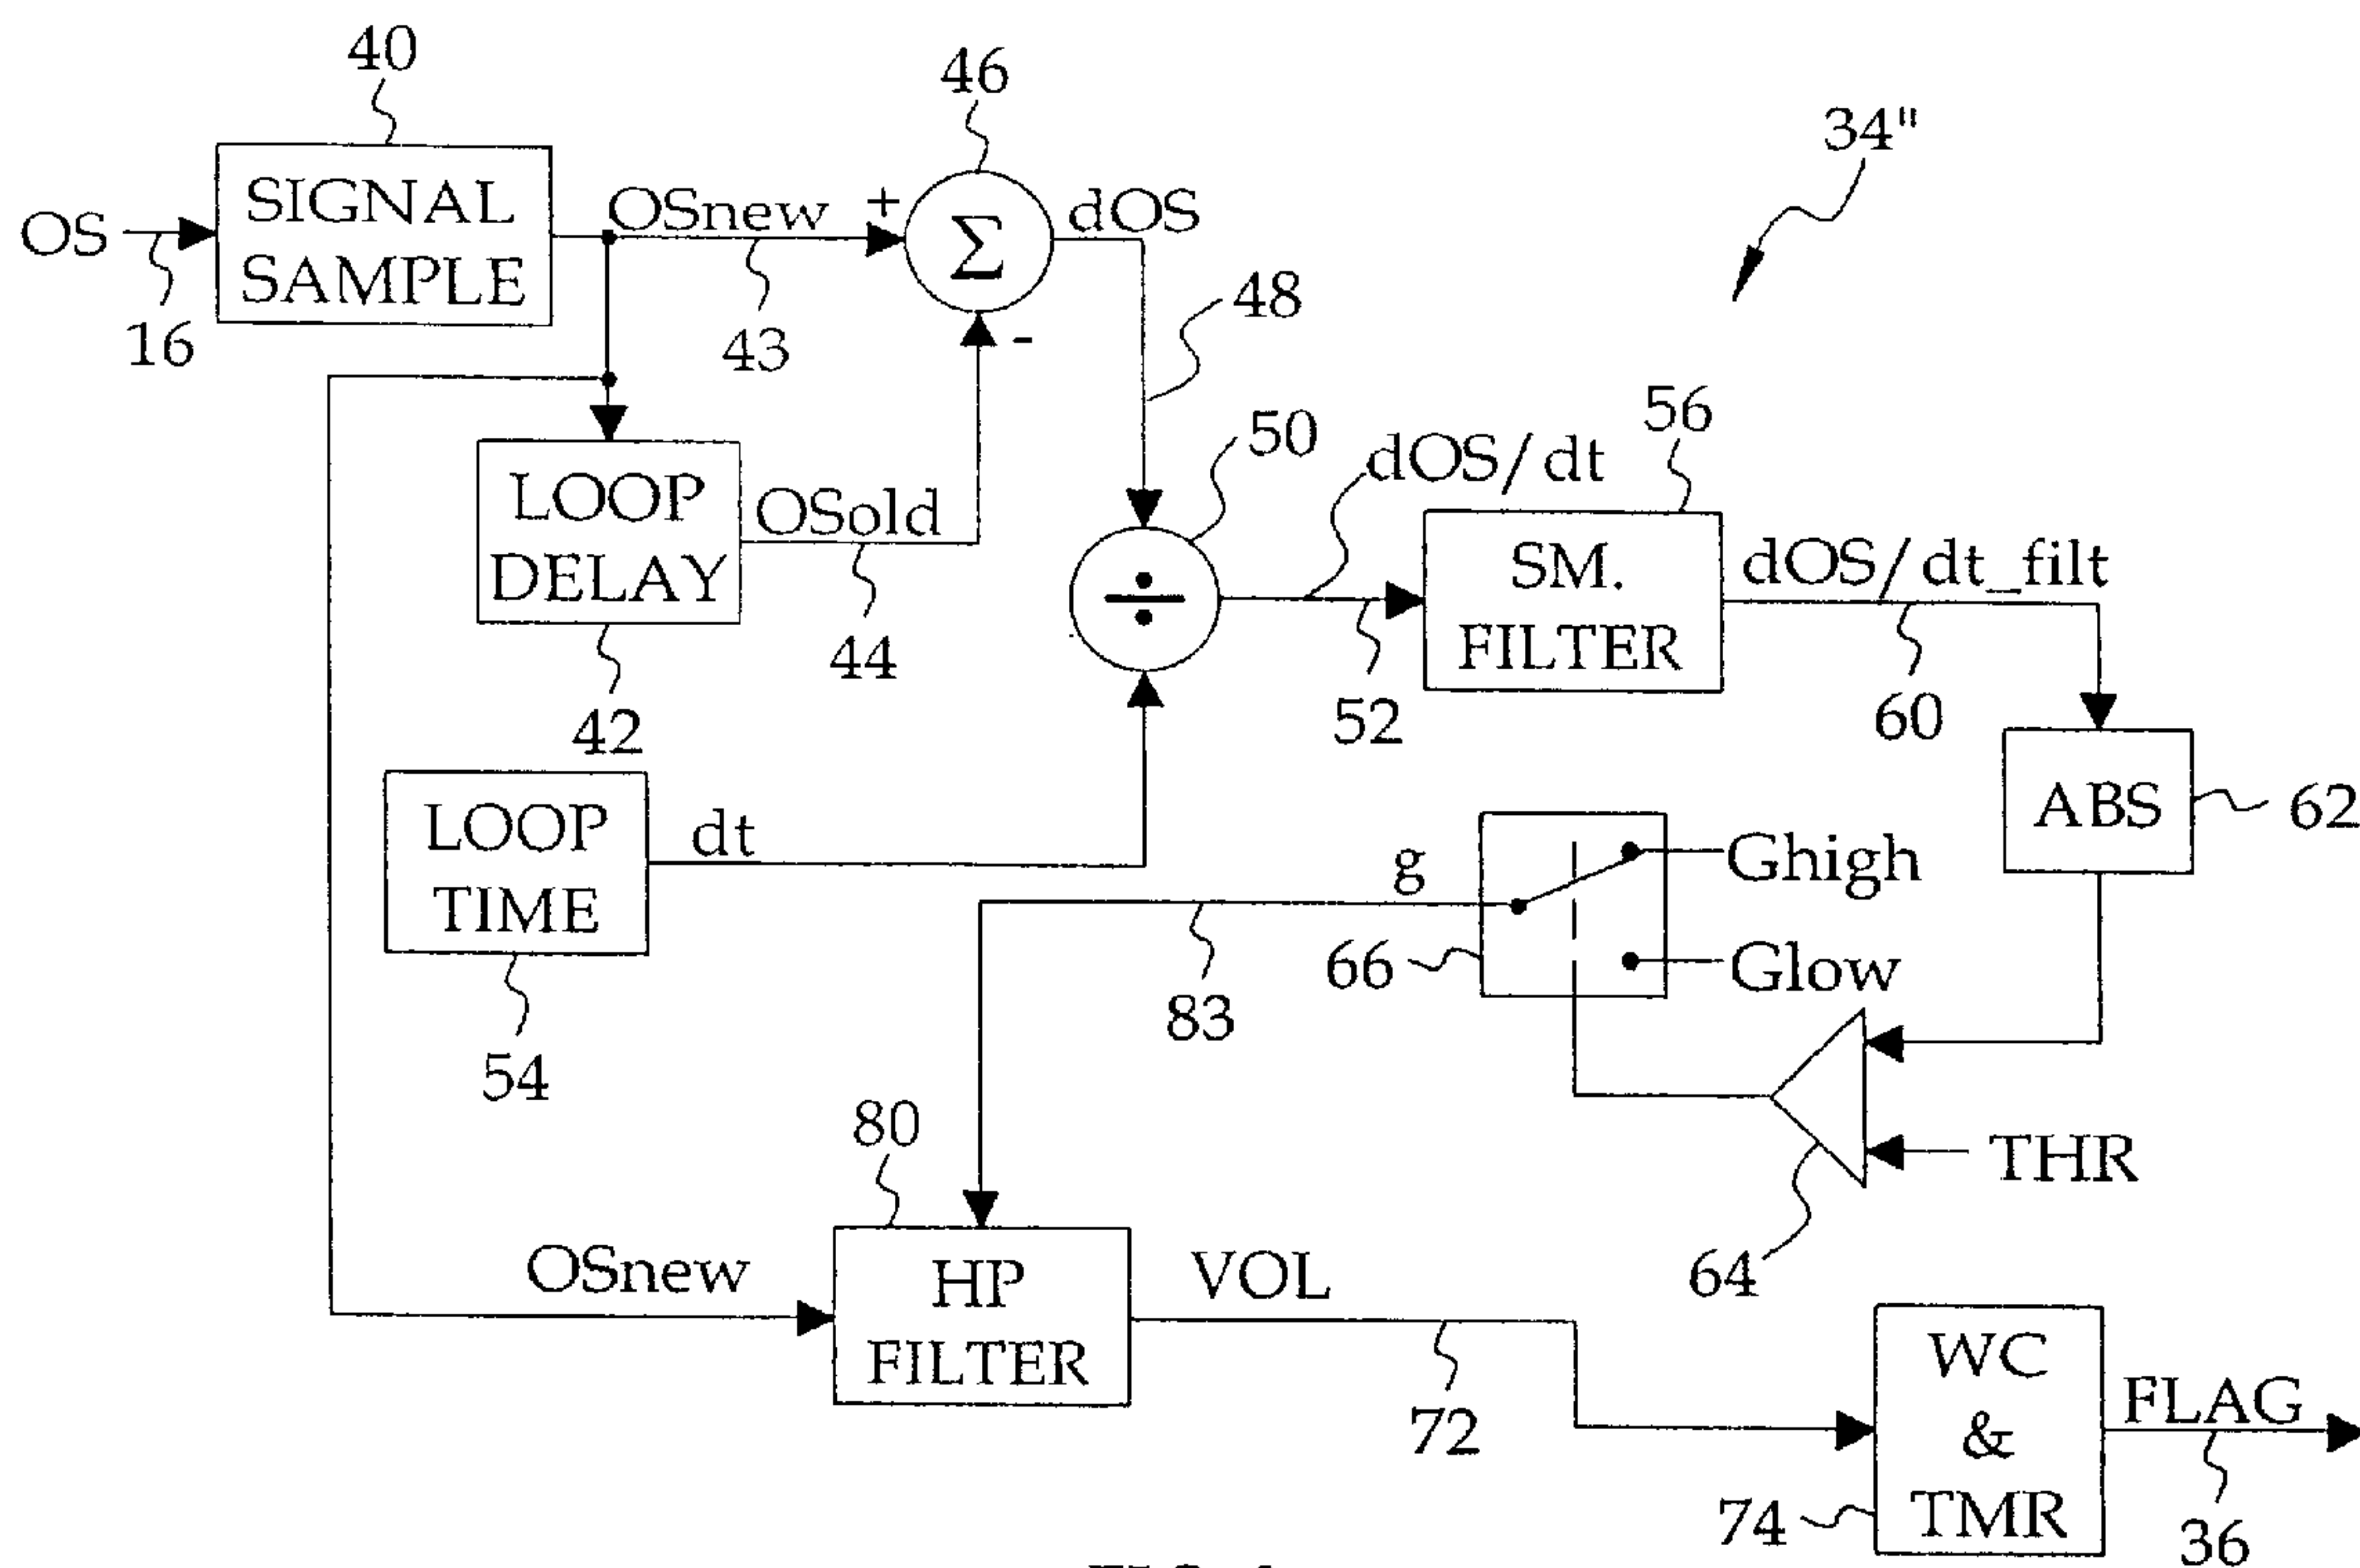 40
46
34"
SIGNAL
SAMPLE
OS
OSnew
+
Σ
dOS
16
43
-
48
LOOP
DELAY
OSold
44
42
50
÷
dOS/dt
56
SM.
FILTER
52
dOS/dt_filt
60
ABS
62
LOOP
TIME
dt
54
g
Ghigh
Glow
66
83
THR
64
80
OSnew
HP
FILTER
VOL
72
WC
&
TMR
74
FLAG
36